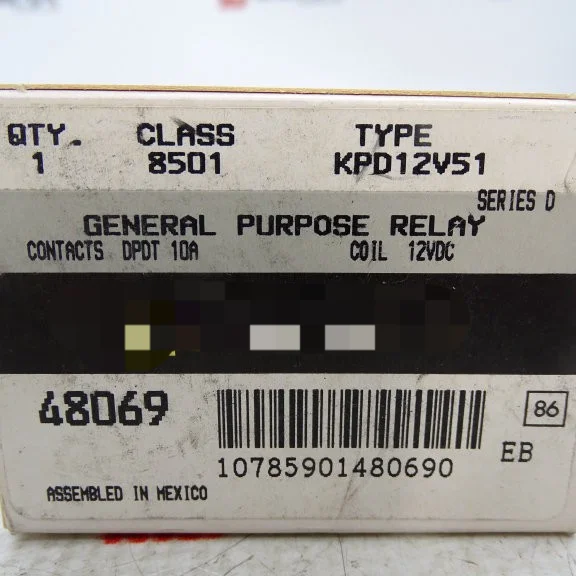 QTY. CLASS TYPE
1 8501 KPD12V51
SERIES D
GENERAL PURPOSE RELAY
CONTACTS DPDT 10A COIL 12VDC
48069
86
EB
10785901480690
ASSEMBLED IN MEXICO